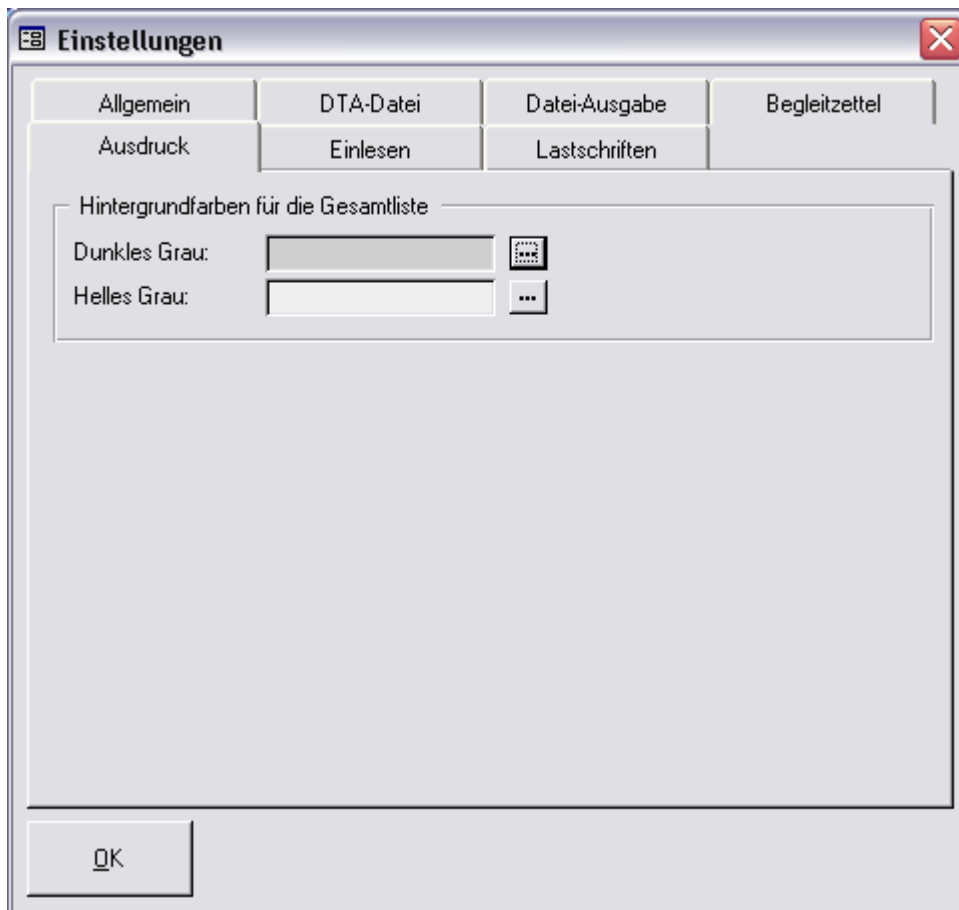 Einstellungen
Allgemein DTA-Datei Datei-Ausgabe Begleitzettel
Ausdruck Einlesen Lastschriften
Hintergrundfarben für die Gesamtliste
Dunkles Grau: ...
Helles Grau: ...
OK